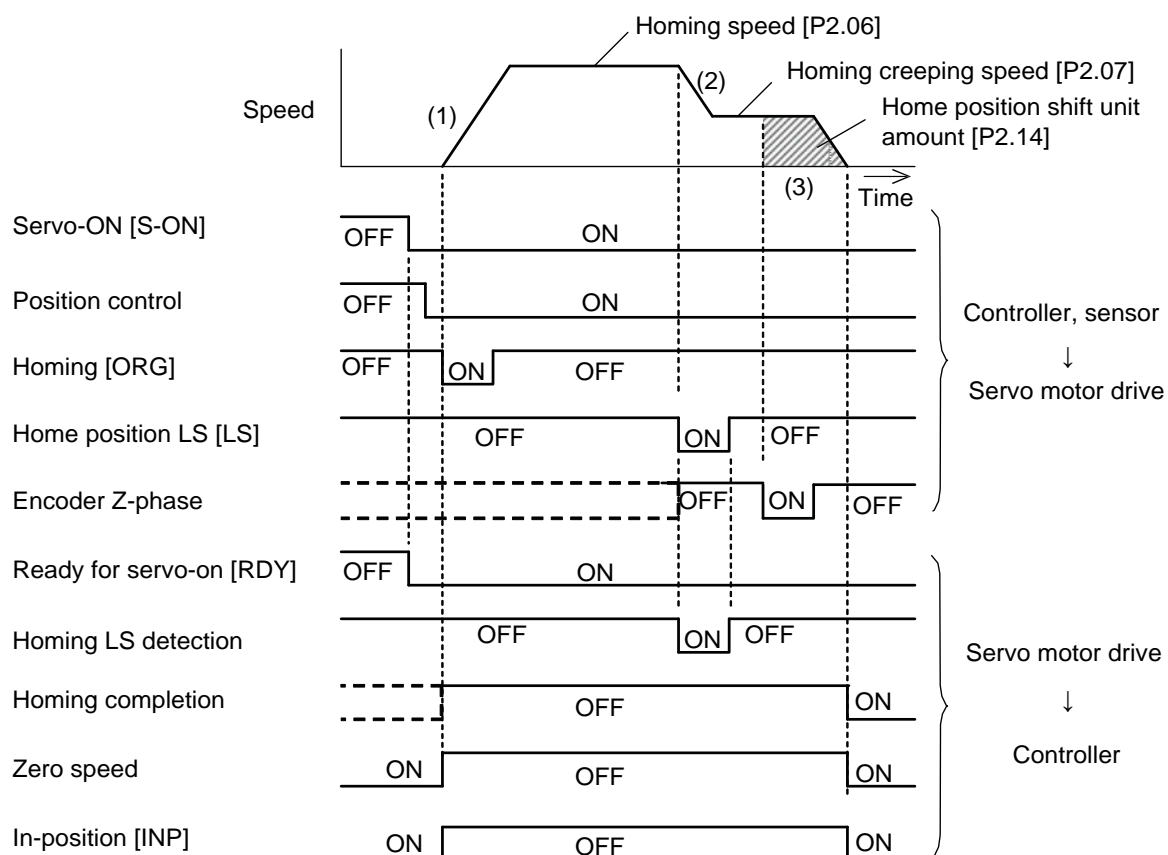 Homing speed [P2.06]
(2)
Homing creeping speed [P2.07]
Speed
(1)
Home position shift unit
amount [P2.14]
(3)
Time
Servo-ON [S-ON]
OFF
ON
Position control
OFF
ON
Controller, sensor
Homing [ORG]
OFF
ON
OFF
↓
Servo motor drive
Home position LS [LS]
OFF
ON
OFF
Encoder Z-phase
OFF
ON
OFF
Ready for servo-on [RDY]
OFF
ON
Homing LS detection
OFF
ON
OFF
Servo motor drive
↓
Controller
Homing completion
OFF
ON
Zero speed
ON
OFF
ON
In-position [INP]
ON
OFF
ON